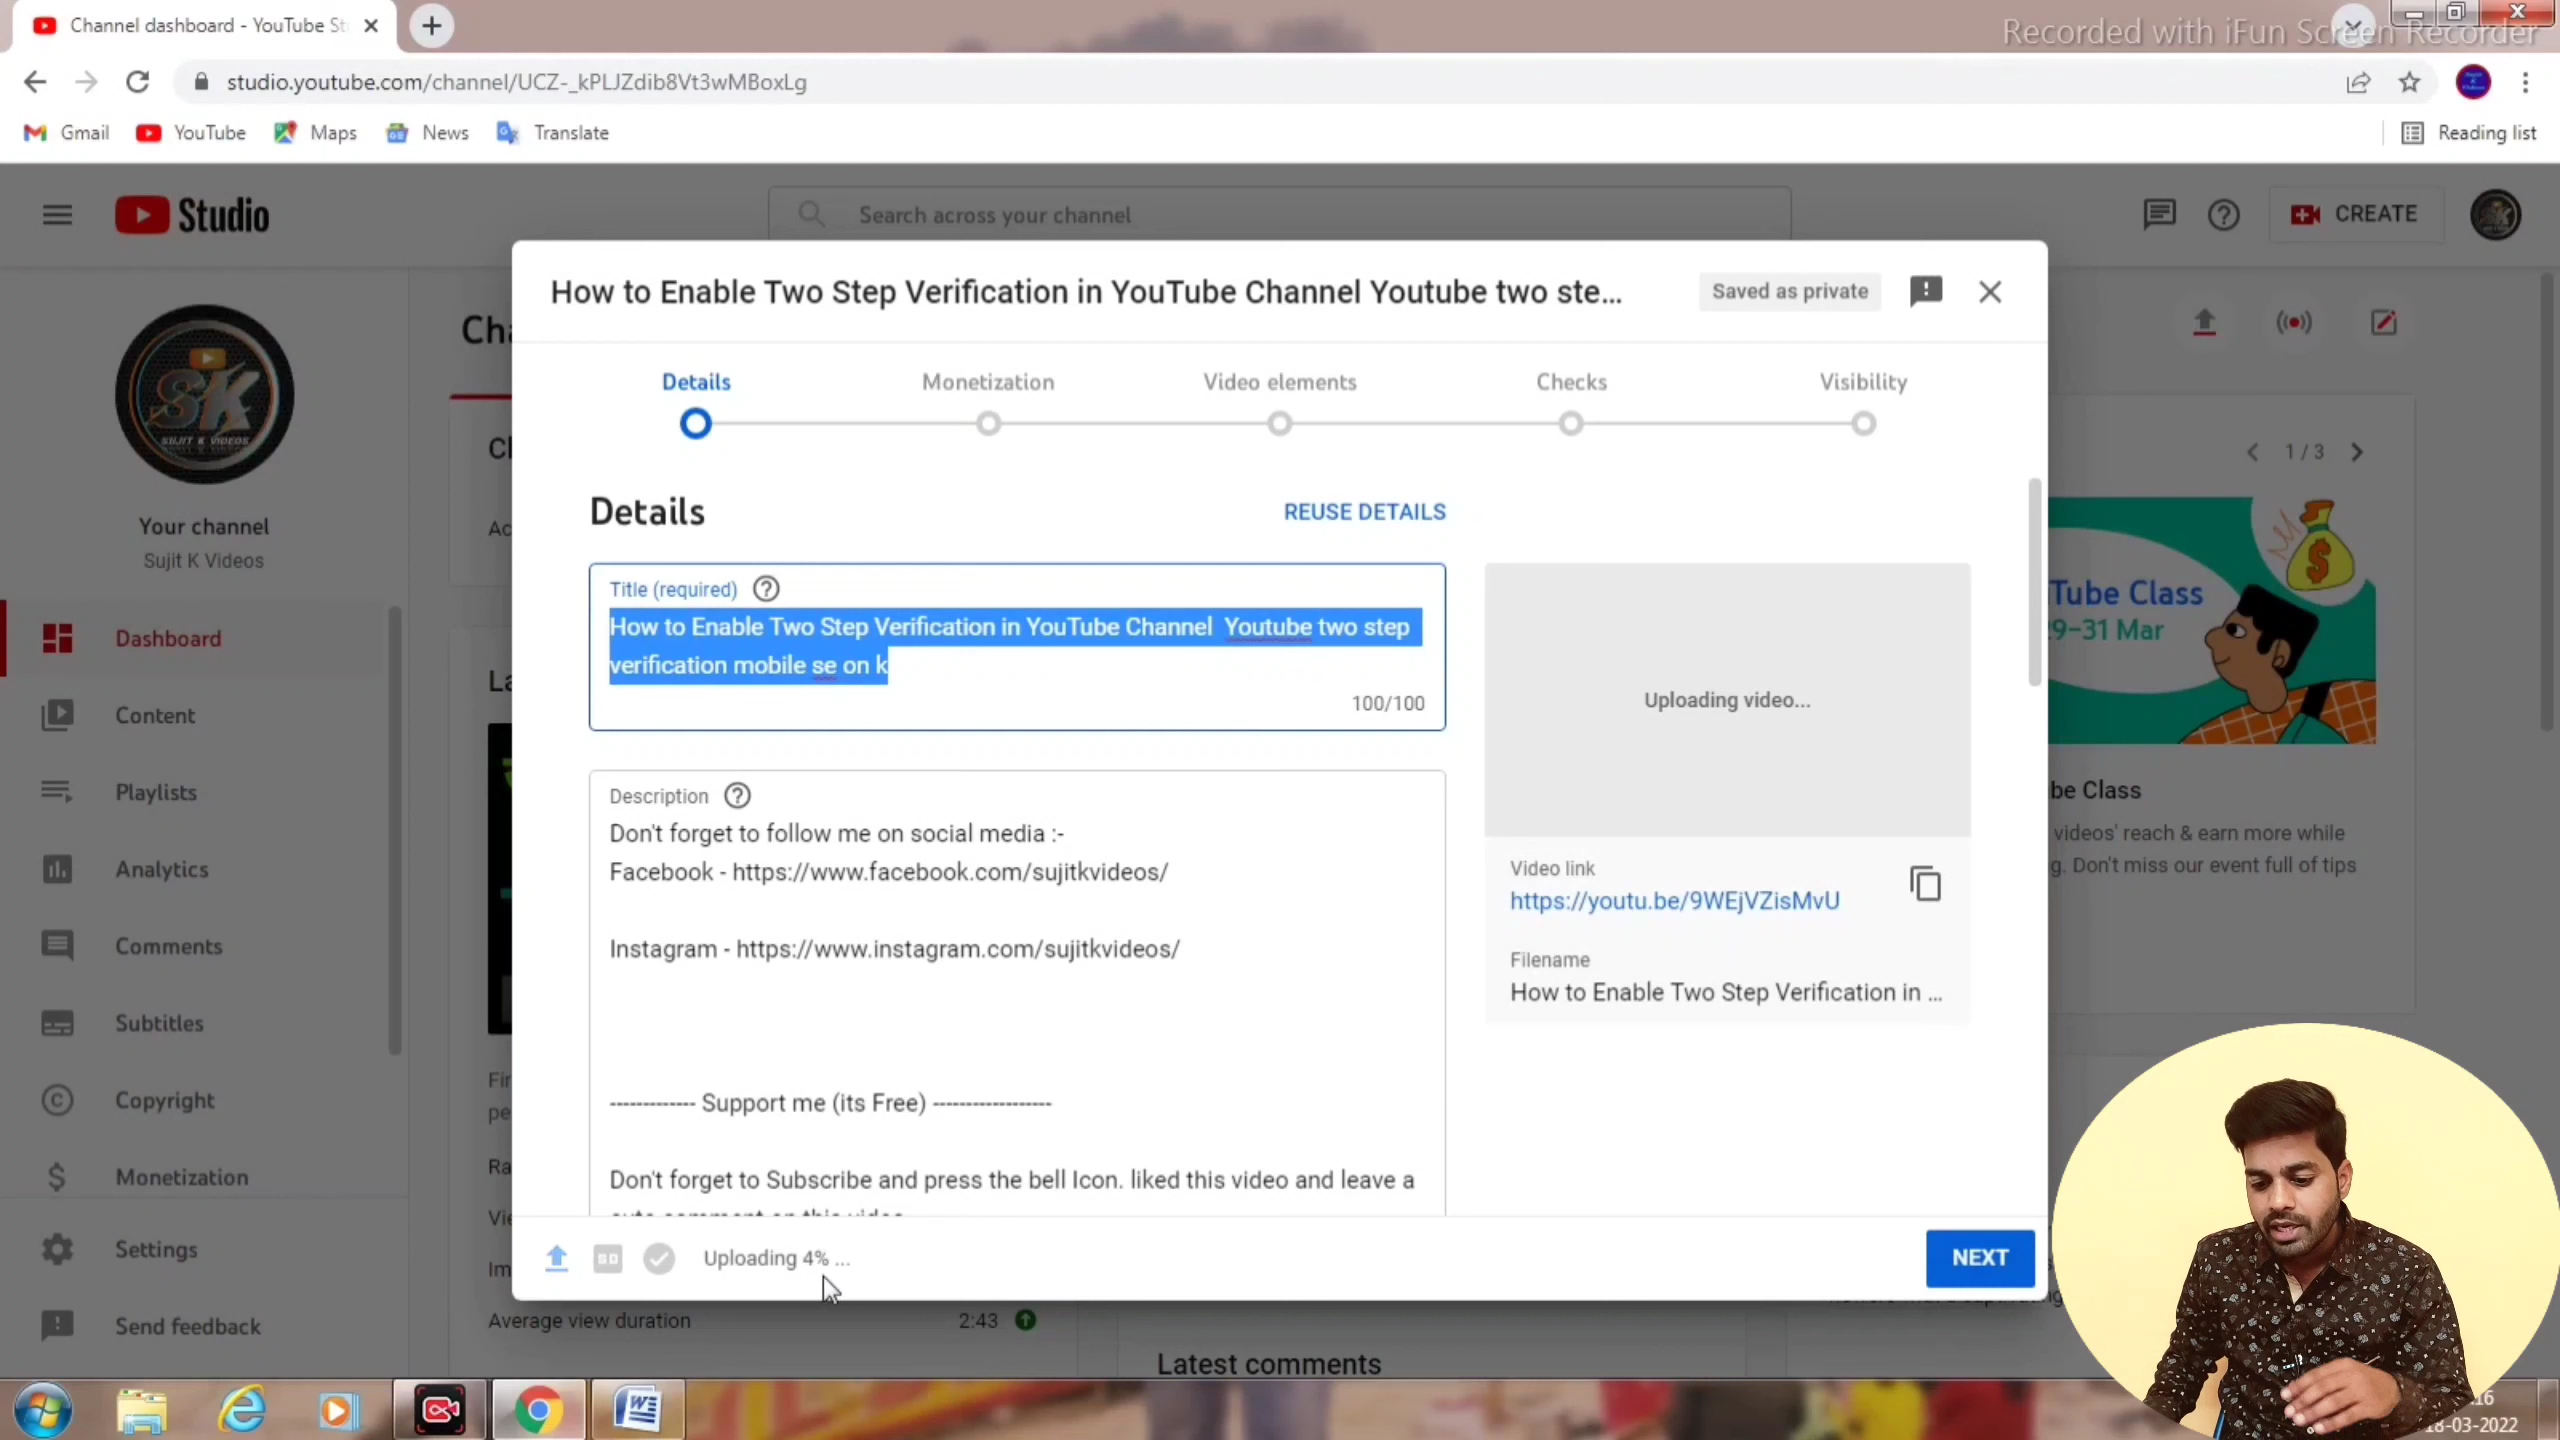 Channel dashboard - YouTube St
Recorded with iFun Screen Recorder
studio.youtube.com/channel/UCZ-_kPLJZdib8Vt3wMBoxLg
Gmail
YouTube
Maps
News
Translate
Reading list
Studio
Search across your channel
CREATE
How to Enable Two Step Verification in YouTube Channel Youtube two ste...
Saved as private
Details
Monetization
Video elements
Checks
Visibility
1 / 3
SK
SUJIT K VIDEOS
Your channel
Sujit K Videos
Dashboard
Content
Playlists
Analytics
Comments
Subtitles
Copyright
Monetization
Settings
Send feedback
Details
REUSE DETAILS
Title (required)
How to Enable Two Step Verification in YouTube Channel Youtube two step
verification mobile se on k
100/100
Description
Don't forget to follow me on social media :-
Facebook - https://www.facebook.com/sujitkvideos/
Instagram - https://www.instagram.com/sujitkvideos/
------------- Support me (its Free) ------------------
Don't forget to Subscribe and press the bell Icon. liked this video and leave a
Uploading video...
Video link
https://youtu.be/9WEjVZisMvU
Filename
How to Enable Two Step Verification in ...
Tube Class
29–31 Mar
be Class
videos' reach & earn more while
g. Don't miss our event full of tips
Uploading 4% ...
NEXT
Average view duration
2:43
Latest comments
18-03-2022